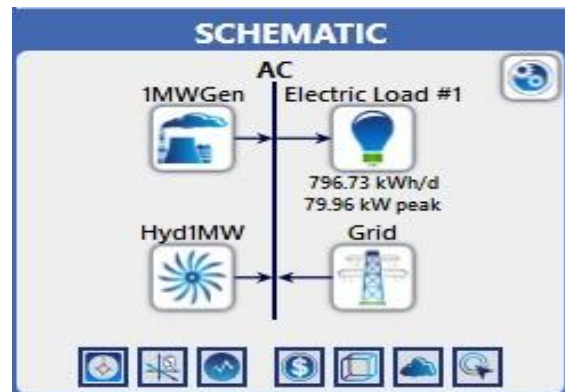 SCHEMATIC
AC
1MWGen
Electric Load #1
796.73 kWh/d
79.96 kW peak
Hyd1MW
Grid